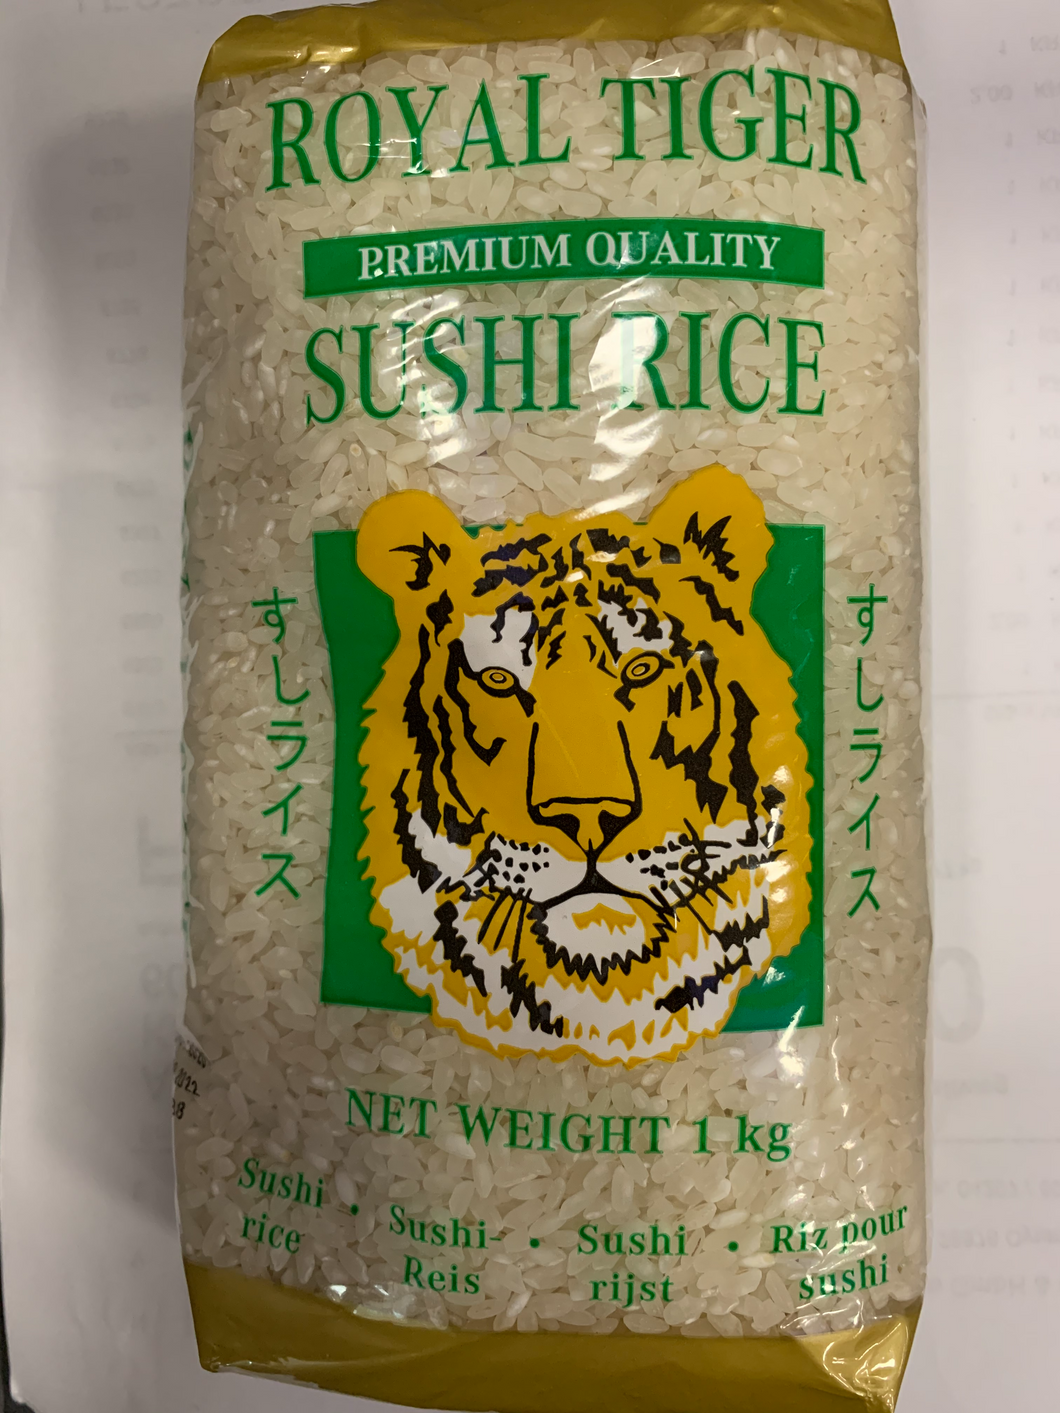 ROYAL TIGER
PREMIUM QUALITY
SUSHI RICE
すしライス
すしライス
NET WEIGHT 1 kg
Sushi
rice
•
Sushi-
Reis
•
Sushi
rijst
•
Riz pour
sushi